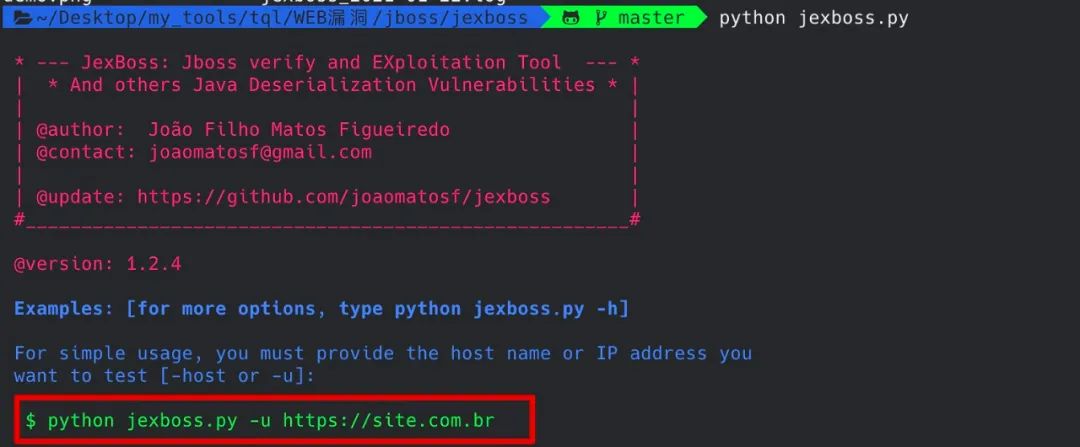 ~/Desktop/my_tools/tql/WEB漏洞/jboss/jexboss master python jexboss.py
* --- JexBoss: Jboss verify and EXploitation Tool --- *
| * And others Java Deserialization Vulnerabilities * |
| |
| @author: João Filho Matos Figueiredo |
| @contact: joaomatosf@gmail.com |
| |
| @update: https://github.com/joaomatosf/jexboss |
#______________________________________________________#
@version: 1.2.4
Examples: [for more options, type python jexboss.py -h]
For simple usage, you must provide the host name or IP address you
want to test [-host or -u]:
$ python jexboss.py -u https://site.com.br